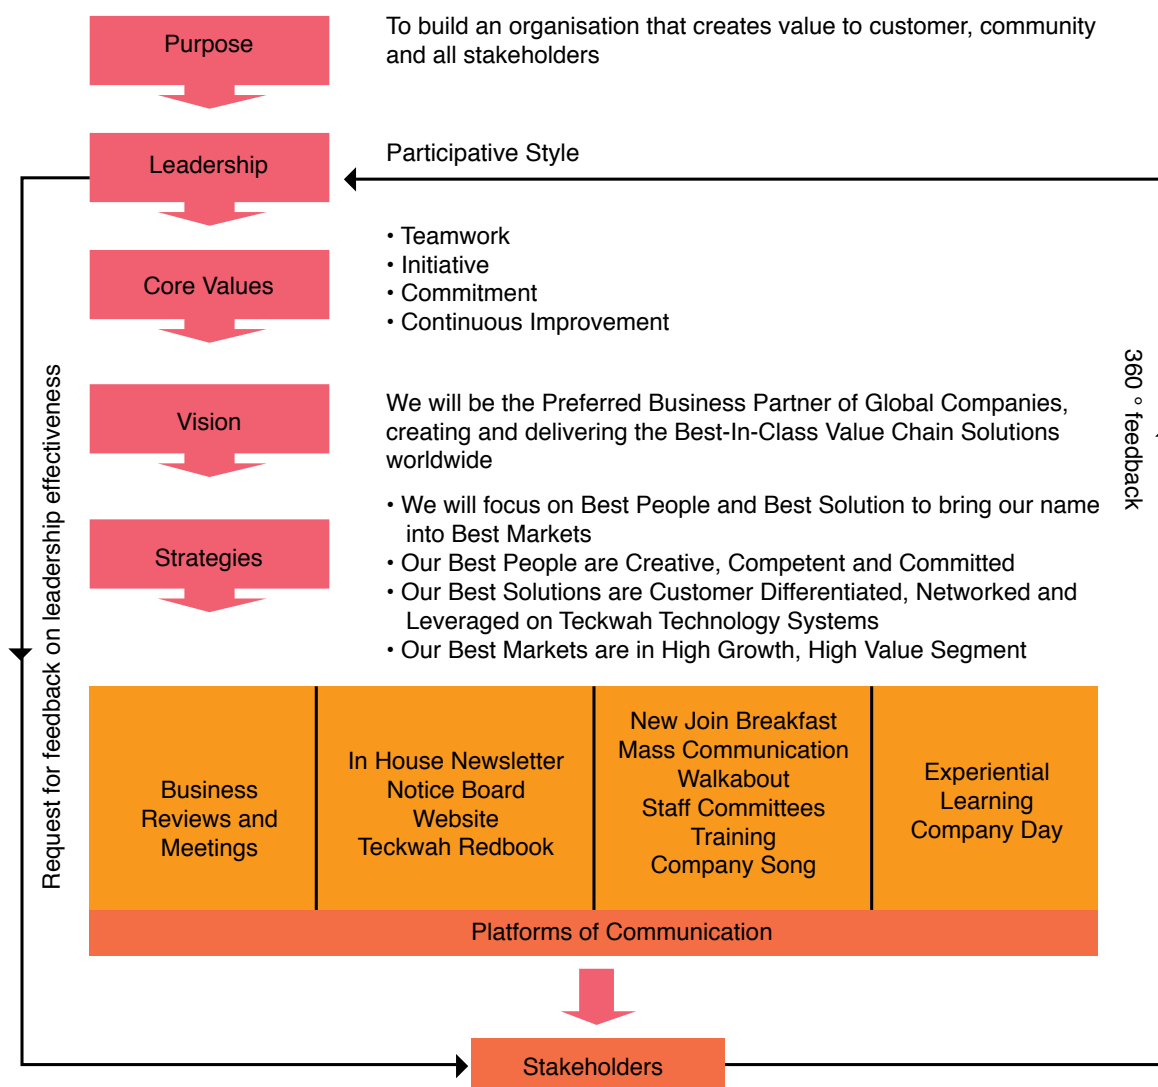 Purpose
To build an organisation that creates value to customer, community
and all stakeholders
Leadership
Participative Style
Core Values
• Teamwork
• Initiative
• Commitment
• Continuous Improvement
Vision
We will be the Preferred Business Partner of Global Companies,
creating and delivering the Best-In-Class Value Chain Solutions
worldwide
Strategies
• We will focus on Best People and Best Solution to bring our name
into Best Markets
• Our Best People are Creative, Competent and Committed
• Our Best Solutions are Customer Differentiated, Networked and
Leveraged on Teckwah Technology Systems
• Our Best Markets are in High Growth, High Value Segment
Request for feedback on leadership effectiveness
360 ° feedback
Business
Reviews and
Meetings
In House Newsletter
Notice Board
Website
Teckwah Redbook
New Join Breakfast
Mass Communication
Walkabout
Staff Committees
Training
Company Song
Experiential
Learning
Company Day
Platforms of Communication
Stakeholders